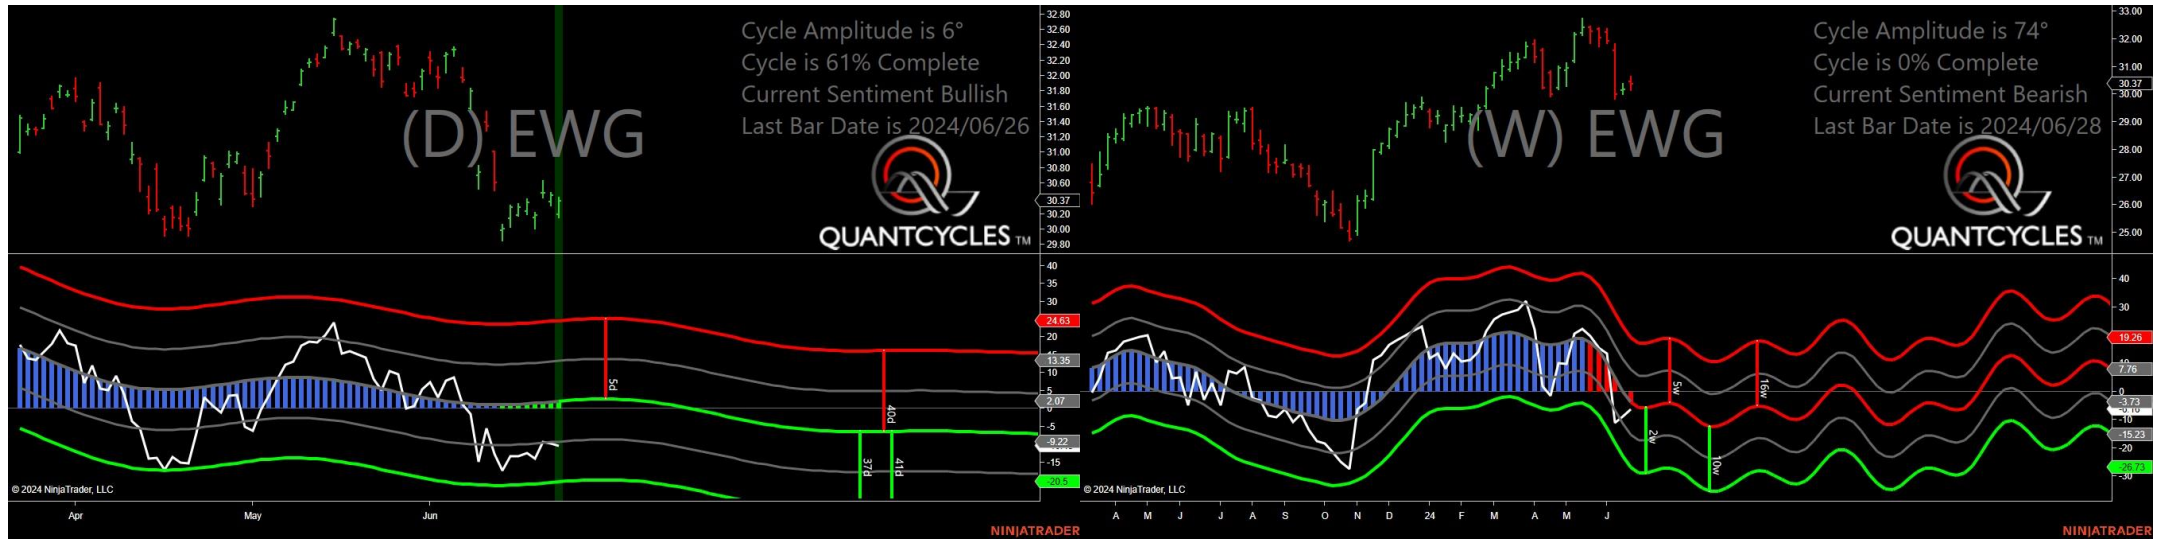 Cycle Amplitude is 6°
Cycle is 61% Complete
Current Sentiment Bullish
Last Bar Date is 2024/06/26
(D) EWG
QUANTCYCLES TM
32.80
32.60
32.40
32.20
32.00
31.80
31.60
31.40
31.20
31.00
30.80
30.60
30.37
30.20
30.00
29.80
40
35
30
24.63
20
13.35
10
5
2.07
0
-5
-9.22
-15
-20.5
5d
40d
37d
41d
© 2024 NinjaTrader, LLC
Apr May Jun
NINJATRADER
Cycle Amplitude is 74°
Cycle is 0% Complete
Current Sentiment Bearish
Last Bar Date is 2024/06/28
(W) EWG
QUANTCYCLES TM
33.00
32.00
31.00
30.37
30.00
29.00
28.00
27.00
26.00
25.00
40
30
19.26
7.76
0
-3.73
-10
-15.23
-20
-26.73
-30
5w
16w
2w
10w
© 2024 NinjaTrader, LLC
A M J J A S O N D 24 F M A M J
NINJATRADER